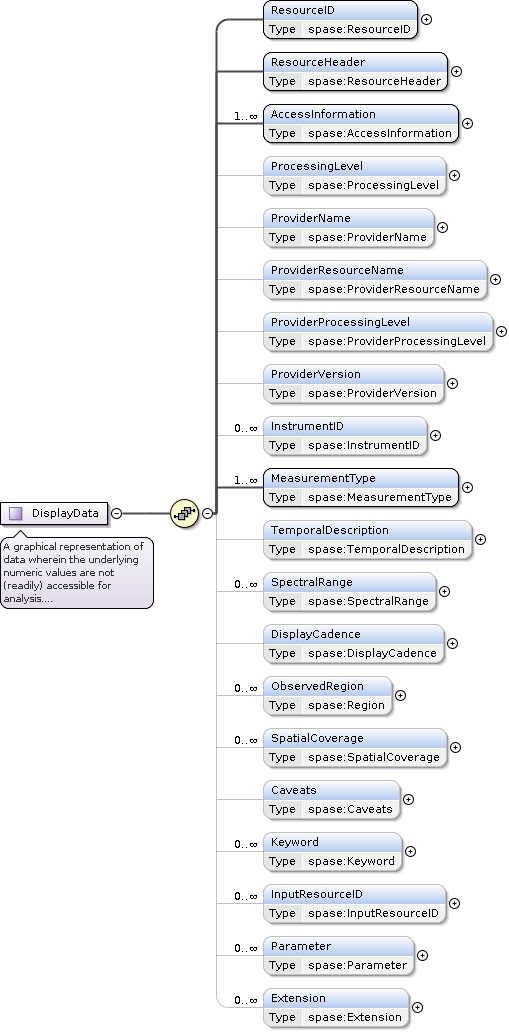 ResourceID
Type spase:ResourceID
ResourceHeader
Type spase:ResourceHeader
1..∞
AccessInformation
Type spase:AccessInformation
ProcessingLevel
Type spase:ProcessingLevel
ProviderName
Type spase:ProviderName
ProviderResourceName
Type spase:ProviderResourceName
ProviderProcessingLevel
Type spase:ProviderProcessingLevel
ProviderVersion
Type spase:ProviderVersion
0..∞
InstrumentID
Type spase:InstrumentID
1..∞
MeasurementType
Type spase:MeasurementType
DisplayData
A graphical representation of
data wherein the underlying
numeric values are not
(readily) accessible for
analysis....
TemporalDescription
Type spase:TemporalDescription
0..∞
SpectralRange
Type spase:SpectralRange
DisplayCadence
Type spase:DisplayCadence
0..∞
ObservedRegion
Type spase:Region
0..∞
SpatialCoverage
Type spase:SpatialCoverage
Caveats
Type spase:Caveats
0..∞
Keyword
Type spase:Keyword
0..∞
InputResourceID
Type spase:InputResourceID
0..∞
Parameter
Type spase:Parameter
0..∞
Extension
Type spase:Extension